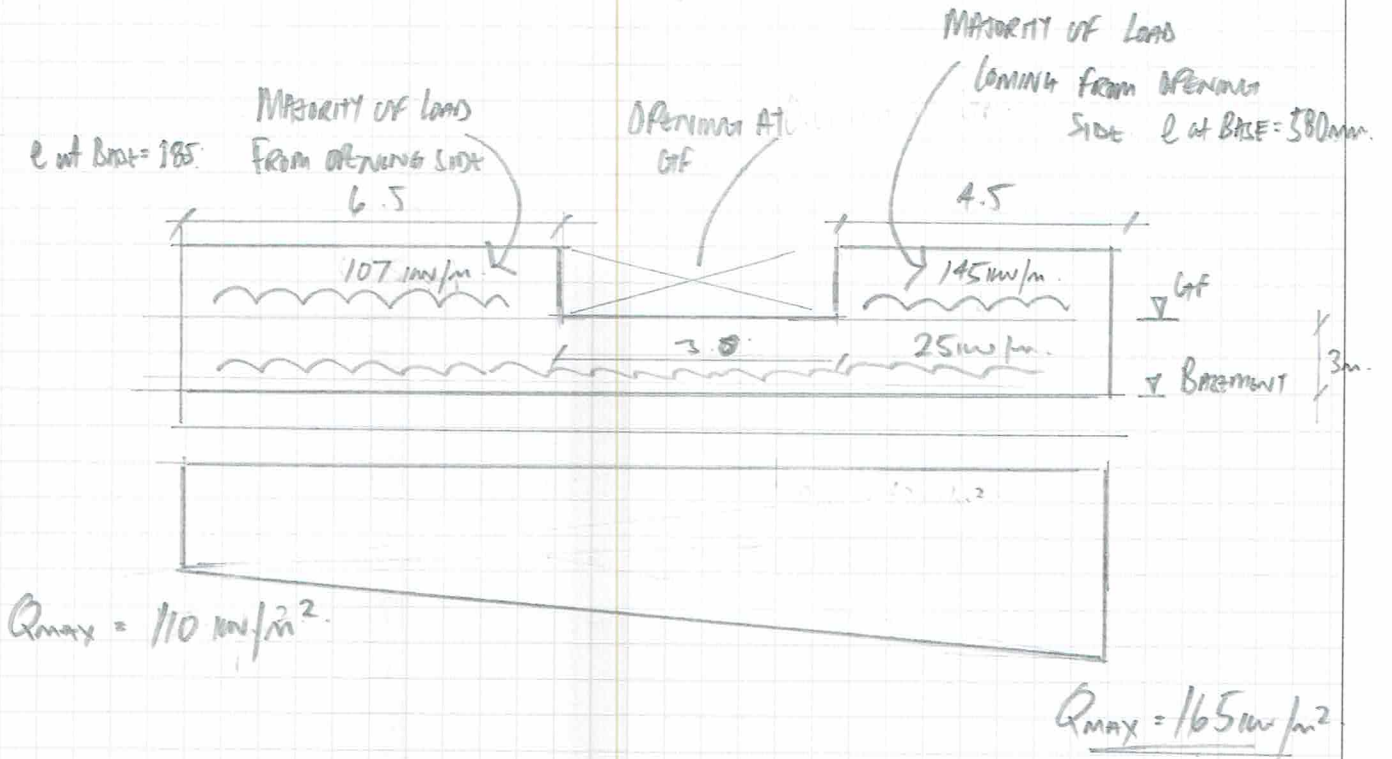 MAJORITY OF LOAD
COMING FROM OPENING
SIDE e at BASE = 580mm.
MAJORITY OF LOAD
FROM OPENING SIDE
e at BASE = 185
OPENING AT
GF
6.5
4.5
107 kN/m.
145 kN/m.
GF
3.0
25 kN/m.
3m.
BASEMENT
QMAX = 110 kN/m².
QMAX = 165 kN/m²